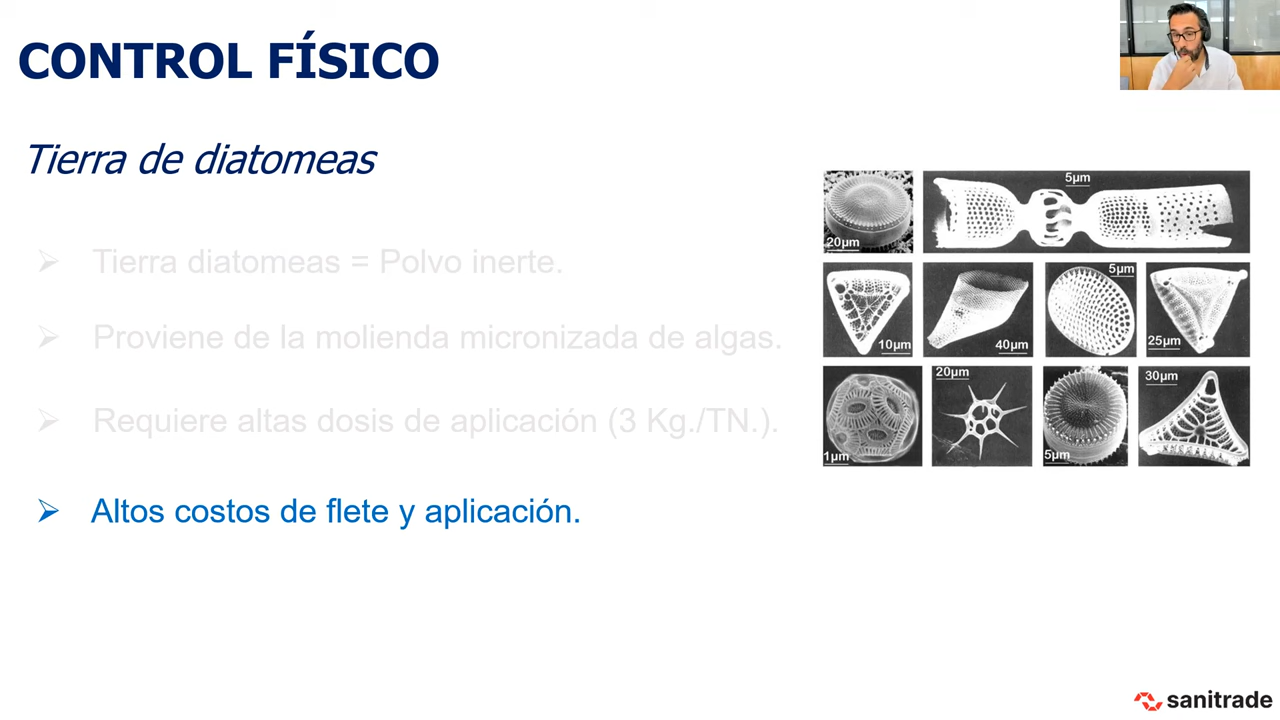 CONTROL FÍSICO
Tierra de diatomeas
➢ Tierra diatomeas = Polvo inerte.
➢ Proviene de la molienda micronizada de algas.
➢ Requiere altas dosis de aplicación (3 Kg./TN.).
➢ Altos costos de flete y aplicación.
20µm
5µm
10µm
40µm
5µm
25µm
1µm
20µm
5µm
30µm
sanitrade